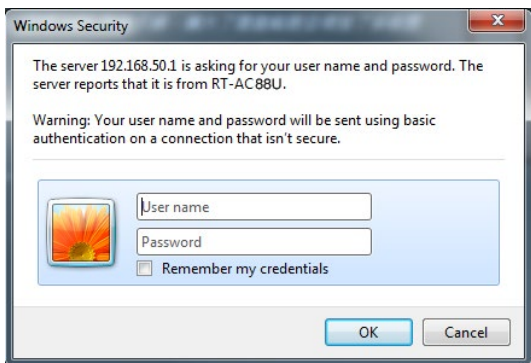 Windows Security
The server 192.168.50.1 is asking for your user name and password. The
server reports that it is from RT-AC88U.
Warning: Your user name and password will be sent using basic
authentication on a connection that isn't secure.
User name
Password
Remember my credentials
OK
Cancel